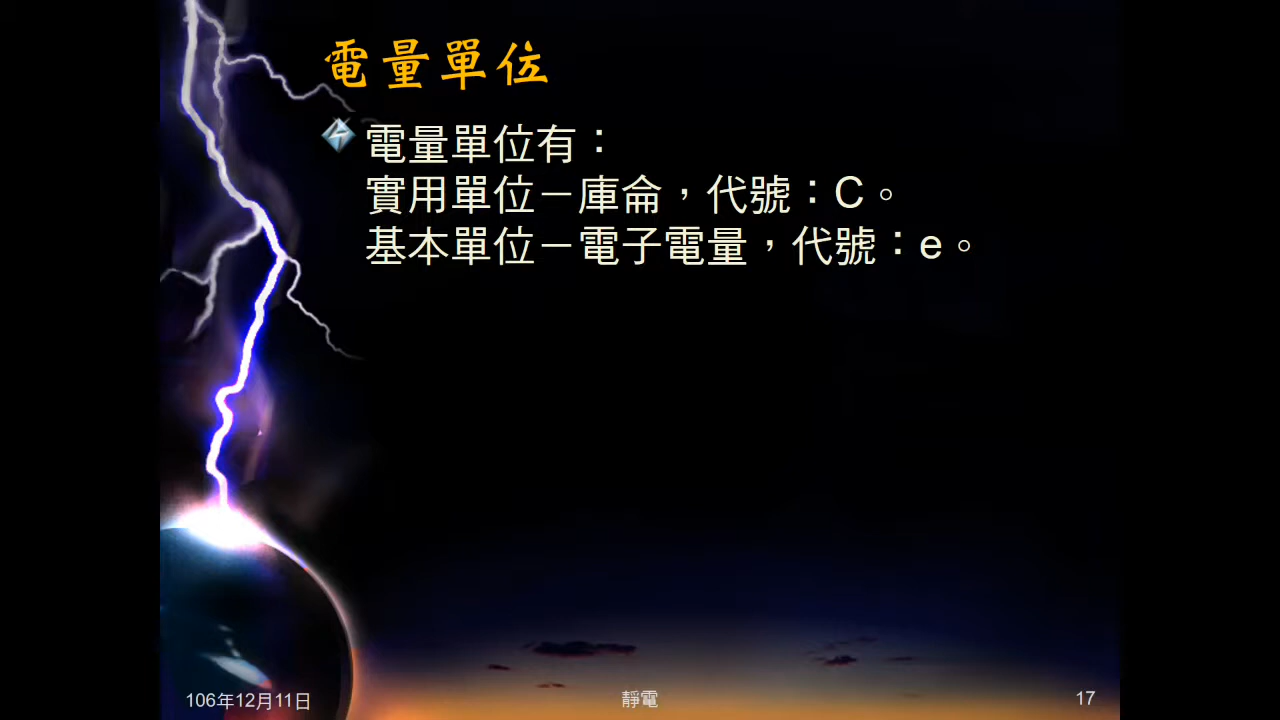 電量單位
電量單位有：
實用單位－庫侖，代號：C。
基本單位－電子電量，代號：e。
106年12月11日
靜電
17